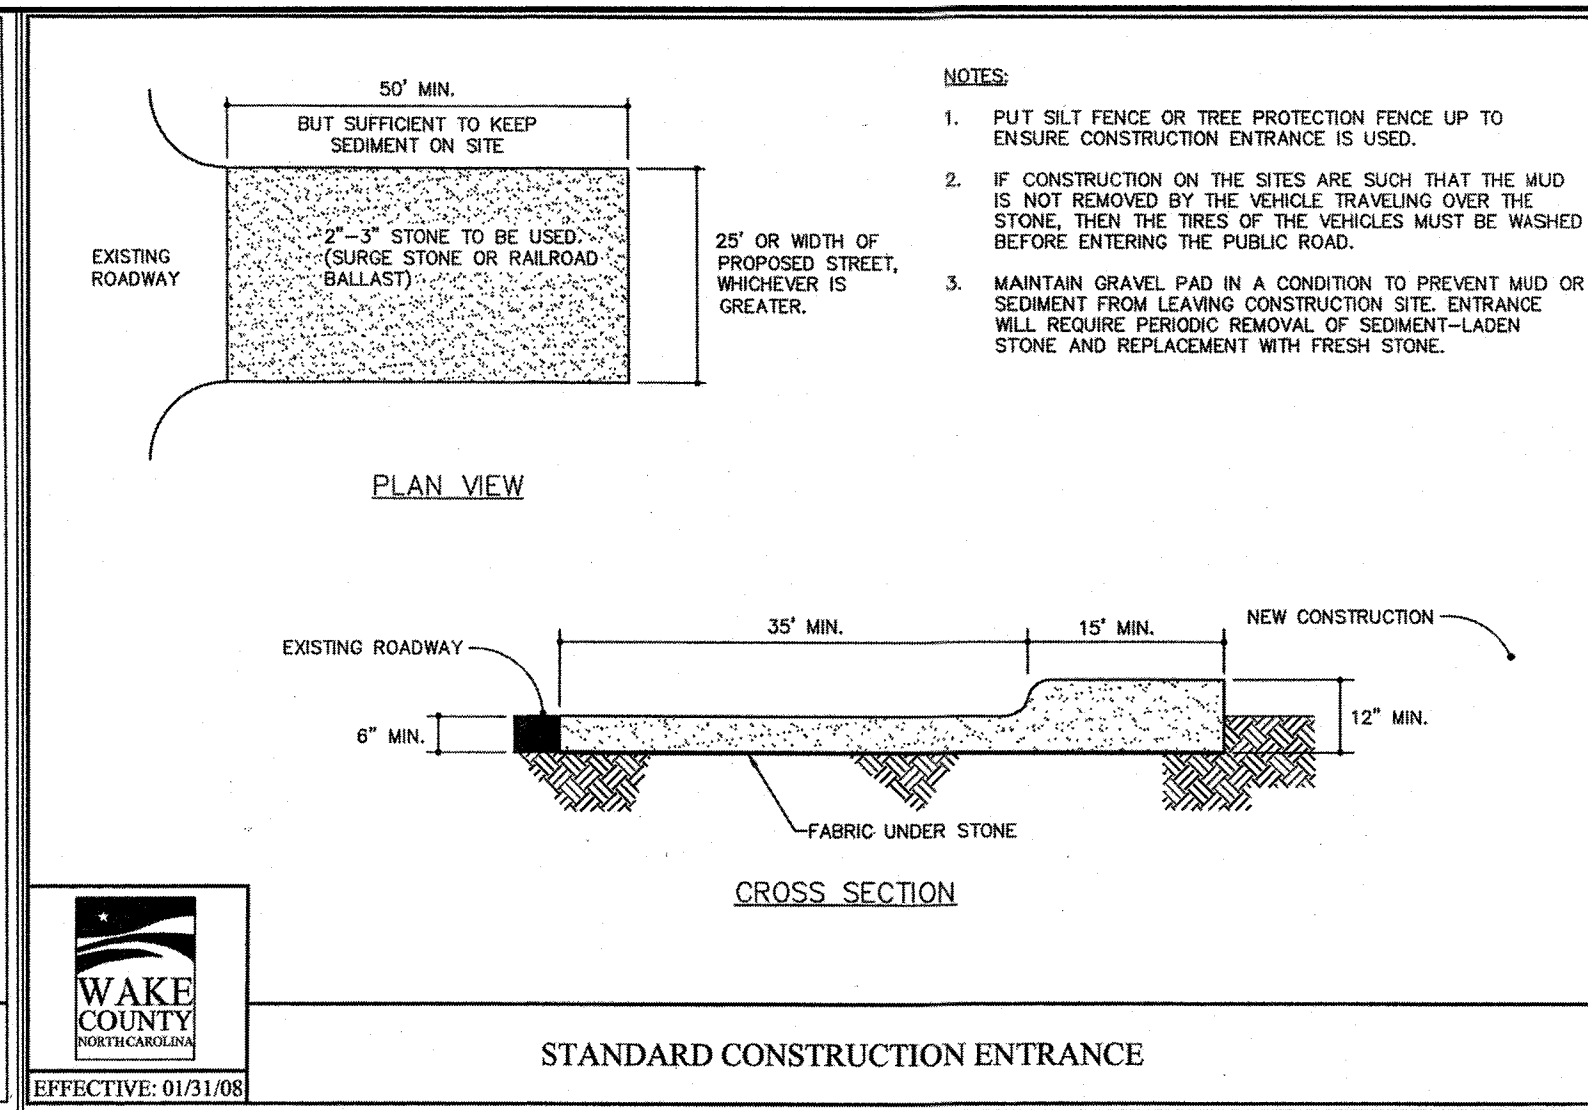 50' MIN.
BUT SUFFICIENT TO KEEP
SEDIMENT ON SITE
EXISTING
ROADWAY
2"-3" STONE TO BE USED.
(SURGE STONE OR RAILROAD
BALLAST)
25' OR WIDTH OF
PROPOSED STREET,
WHICHEVER IS
GREATER.
PLAN VIEW
NOTES:
1. PUT SILT FENCE OR TREE PROTECTION FENCE UP TO
ENSURE CONSTRUCTION ENTRANCE IS USED.
2. IF CONSTRUCTION ON THE SITES ARE SUCH THAT THE MUD
IS NOT REMOVED BY THE VEHICLE TRAVELING OVER THE
STONE, THEN THE TIRES OF THE VEHICLES MUST BE WASHED
BEFORE ENTERING THE PUBLIC ROAD.
3. MAINTAIN GRAVEL PAD IN A CONDITION TO PREVENT MUD OR
SEDIMENT FROM LEAVING CONSTRUCTION SITE. ENTRANCE
WILL REQUIRE PERIODIC REMOVAL OF SEDIMENT-LADEN
STONE AND REPLACEMENT WITH FRESH STONE.
EXISTING ROADWAY
35' MIN.
15' MIN.
NEW CONSTRUCTION
6" MIN.
12" MIN.
FABRIC UNDER STONE
CROSS SECTION
WAKE
COUNTY
NORTH CAROLINA
EFFECTIVE: 01/31/08
STANDARD CONSTRUCTION ENTRANCE